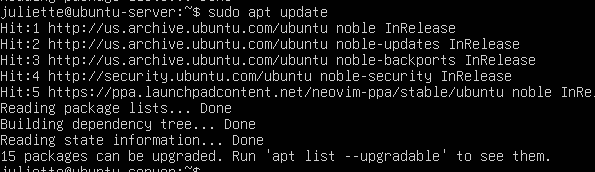 Reading package lists... Done
juliette@ubuntu-server:~$ sudo apt update
Hit:1 http://us.archive.ubuntu.com/ubuntu noble InRelease
Hit:2 http://us.archive.ubuntu.com/ubuntu noble-updates InRelease
Hit:3 http://us.archive.ubuntu.com/ubuntu noble-backports InRelease
Hit:4 http://security.ubuntu.com/ubuntu noble-security InRelease
Hit:5 https://ppa.launchpadcontent.net/neovim-ppa/stable/ubuntu noble InRe
Reading package lists... Done
Building dependency tree... Done
Reading state information... Done
15 packages can be upgraded. Run 'apt list --upgradable' to see them.
juliette@ubuntu-server:~$